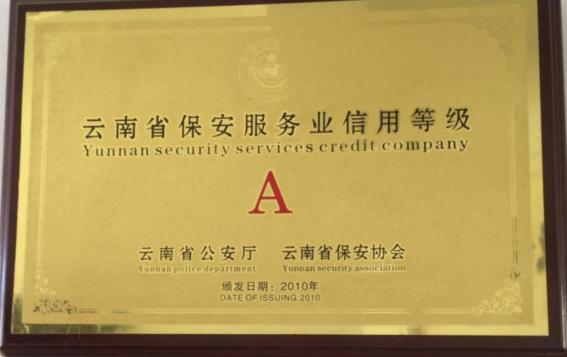 云南省保安服务业信用等级
Yunnan security services credit company
A
云南省公安厅 云南省保安协会
Yunnan police department Yunnan security association
颁发日期：2010年
DATE OF ISSUING:2010